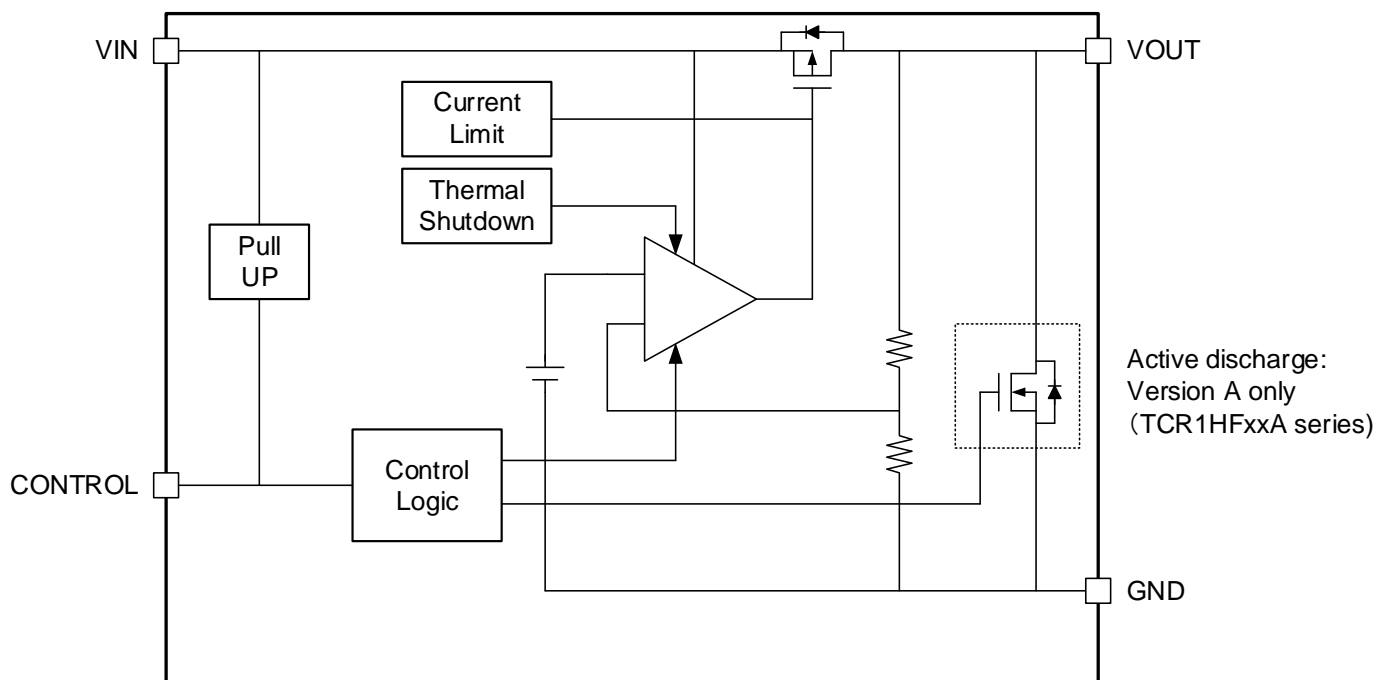 VIN
VOUT
Current
Limit
Thermal
Shutdown
Pull
UP
Active discharge:
Version A only
（TCR1HFxxA series)
CONTROL
Control
Logic
GND